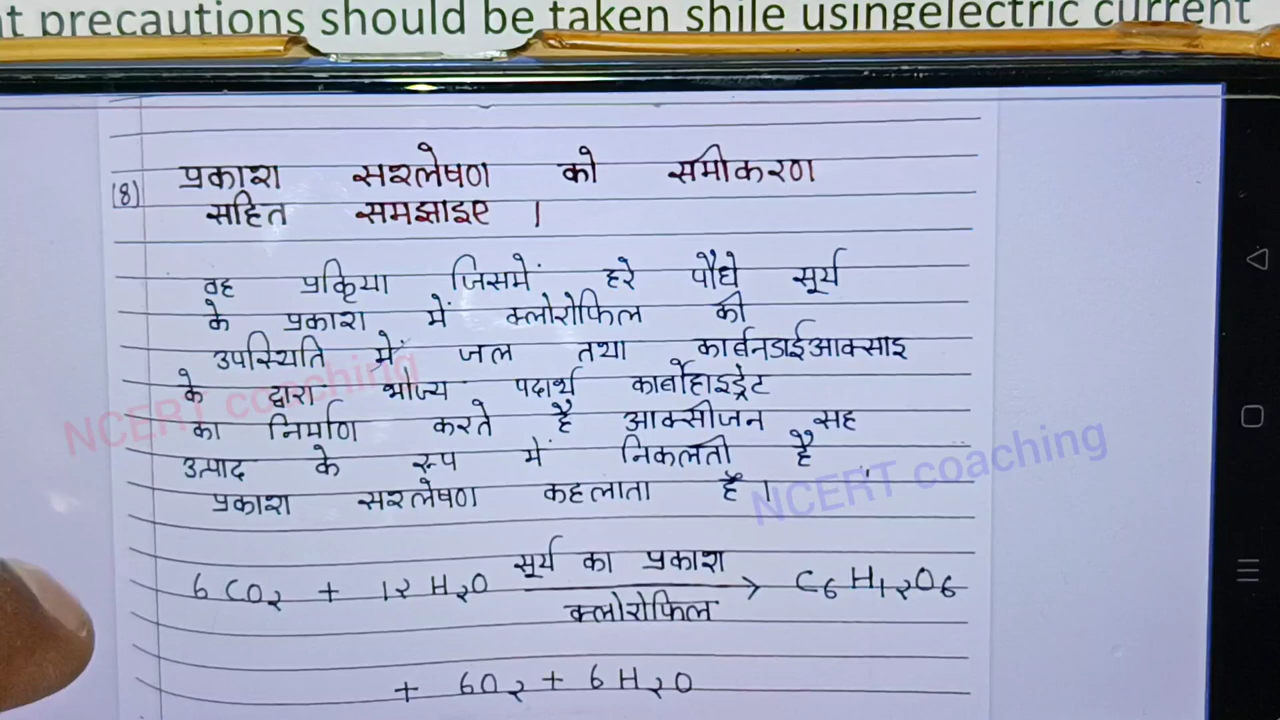 t precautions should be taken shile usingelectric current
(8) प्रकाश सश्लेषण को समीकरण
सहित समझाइए ।
वह प्रक्रिया जिसमें हरे पौधे सूर्य
के प्रकाश में क्लोरोफिल की
उपस्थिति में जल तथा कार्बनडाईआक्साइ
के द्वारा भोज्य पदार्थ कार्बोहाइड्रेट
का निर्माण करते है आक्सीजन सह
उत्पाद के रूप में निकलती है
प्रकाश सश्लेषण कहलाता है ।
NCERT coaching
NCERT coaching
सूर्य का प्रकाश
6CO2 + 12H2O → C6H12O6
क्लोरोफिल
+ 6O2 + 6H2O